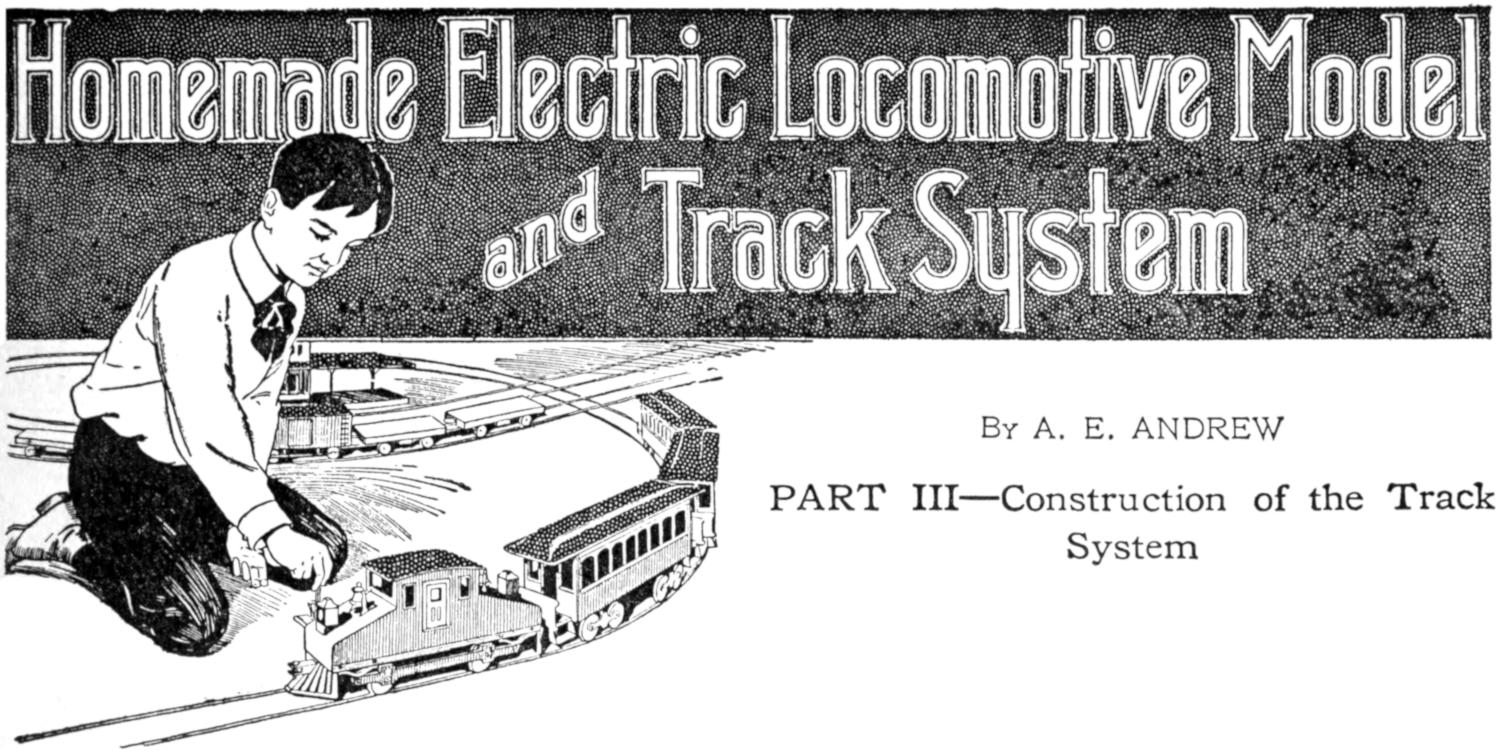 Homemade Electric Locomotive Model
and Track System
By A. E. ANDREW
PART III—Construction of the Track
System